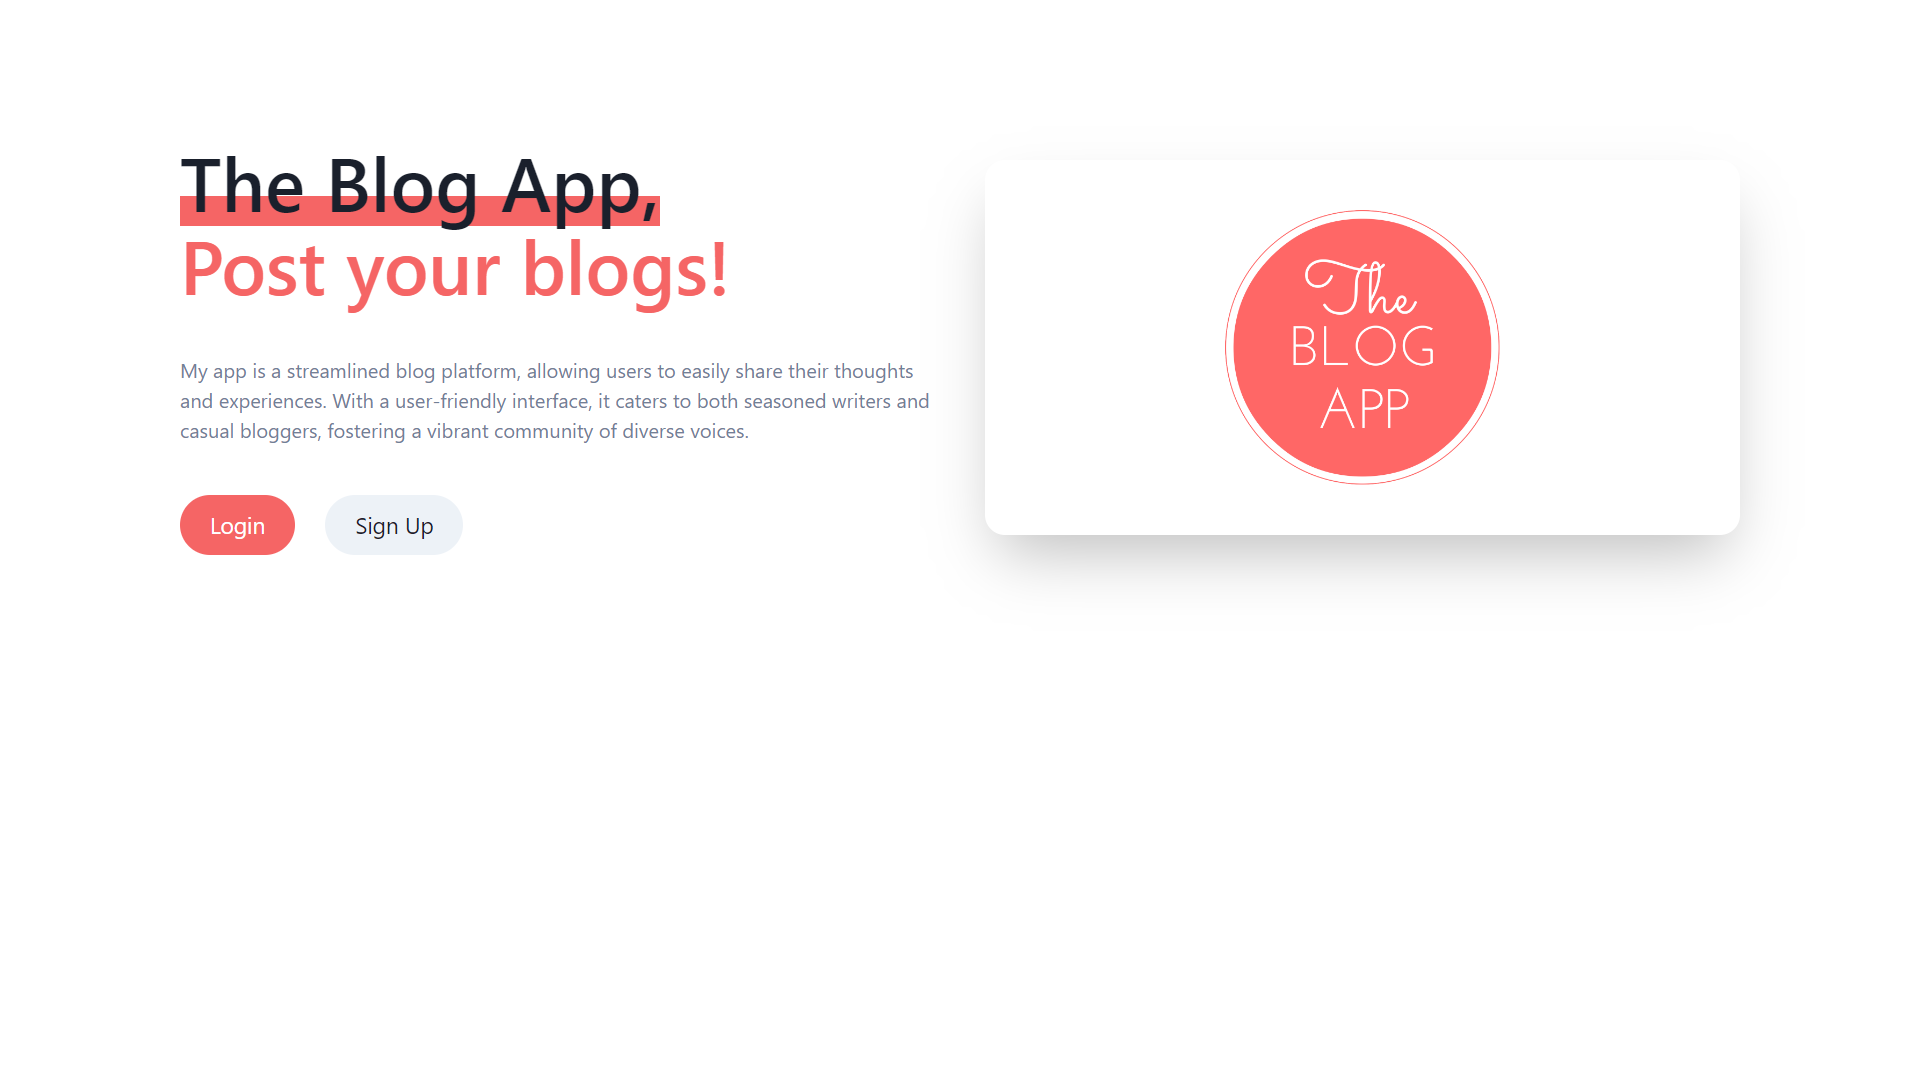 The Blog App,
Post your blogs!
My app is a streamlined blog platform, allowing users to easily share their thoughts
and experiences. With a user-friendly interface, it caters to both seasoned writers and
casual bloggers, fostering a vibrant community of diverse voices.
Login
Sign Up
The
BLOG
APP